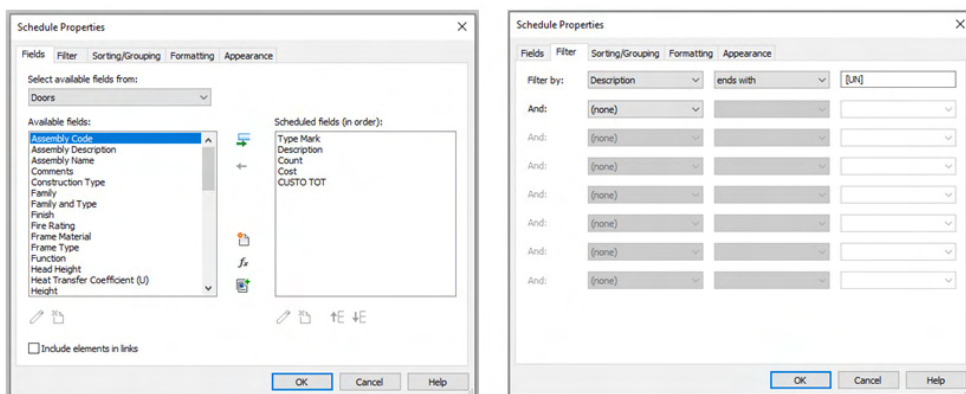 Schedule Properties
Fields Filter Sorting/Grouping Formatting Appearance
Select available fields from:
Doors
Available fields:
Assembly Code
Assembly Description
Assembly Name
Comments
Construction Type
Family
Family and Type
Finish
Fire Rating
Frame Material
Frame Type
Function
Head Height
Heat Transfer Coefficient (U)
Height
fx
Scheduled fields (in order):
Type Mark
Description
Count
Cost
CUSTO TOT
Include elements in links
OK Cancel Help
Schedule Properties
Fields Filter Sorting/Grouping Formatting Appearance
Filter by: Description ends with [UN]
And: (none)
And: (none)
And: (none)
And: (none)
And: (none)
And: (none)
And: (none)
OK Cancel Help